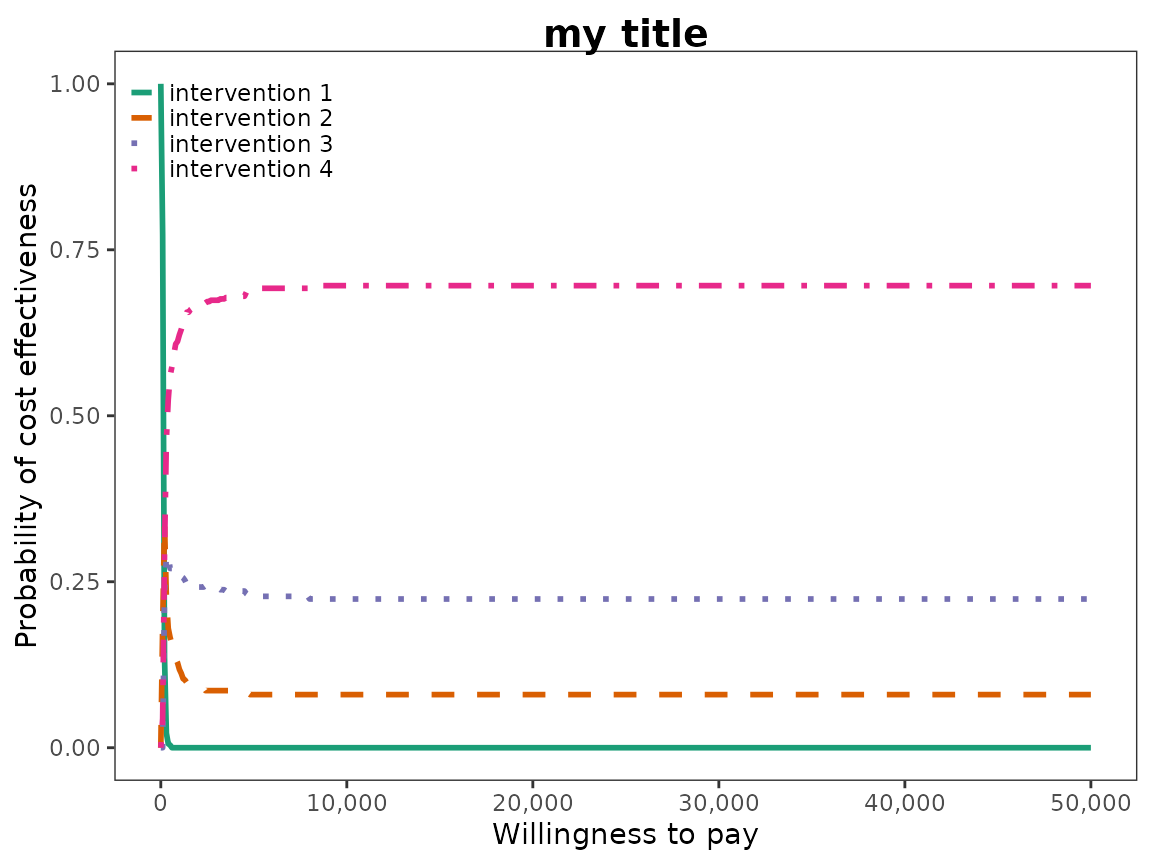 my title
intervention 1
intervention 2
intervention 3
intervention 4
Probability of cost effectiveness
1.00
0.75
0.50
0.25
0.00
0
10,000
20,000
30,000
40,000
50,000
Willingness to pay